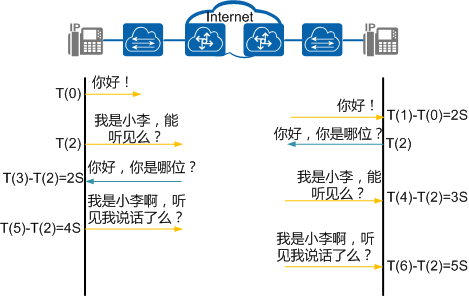 Internet
IP
IP
T(0)
你好！
你好！
T(1)-T(0)=2S
T(2)
我是小李，能
听见么？
你好，你是哪位？
T(2)
T(3)-T(2)=2S
你好，你是哪位？
我是小李，能
听见么？
T(4)-T(2)=3S
T(5)-T(2)=4S
我是小李啊，听
见我说话了么？
我是小李啊，听
见我说话了么？
T(6)-T(2)=5S